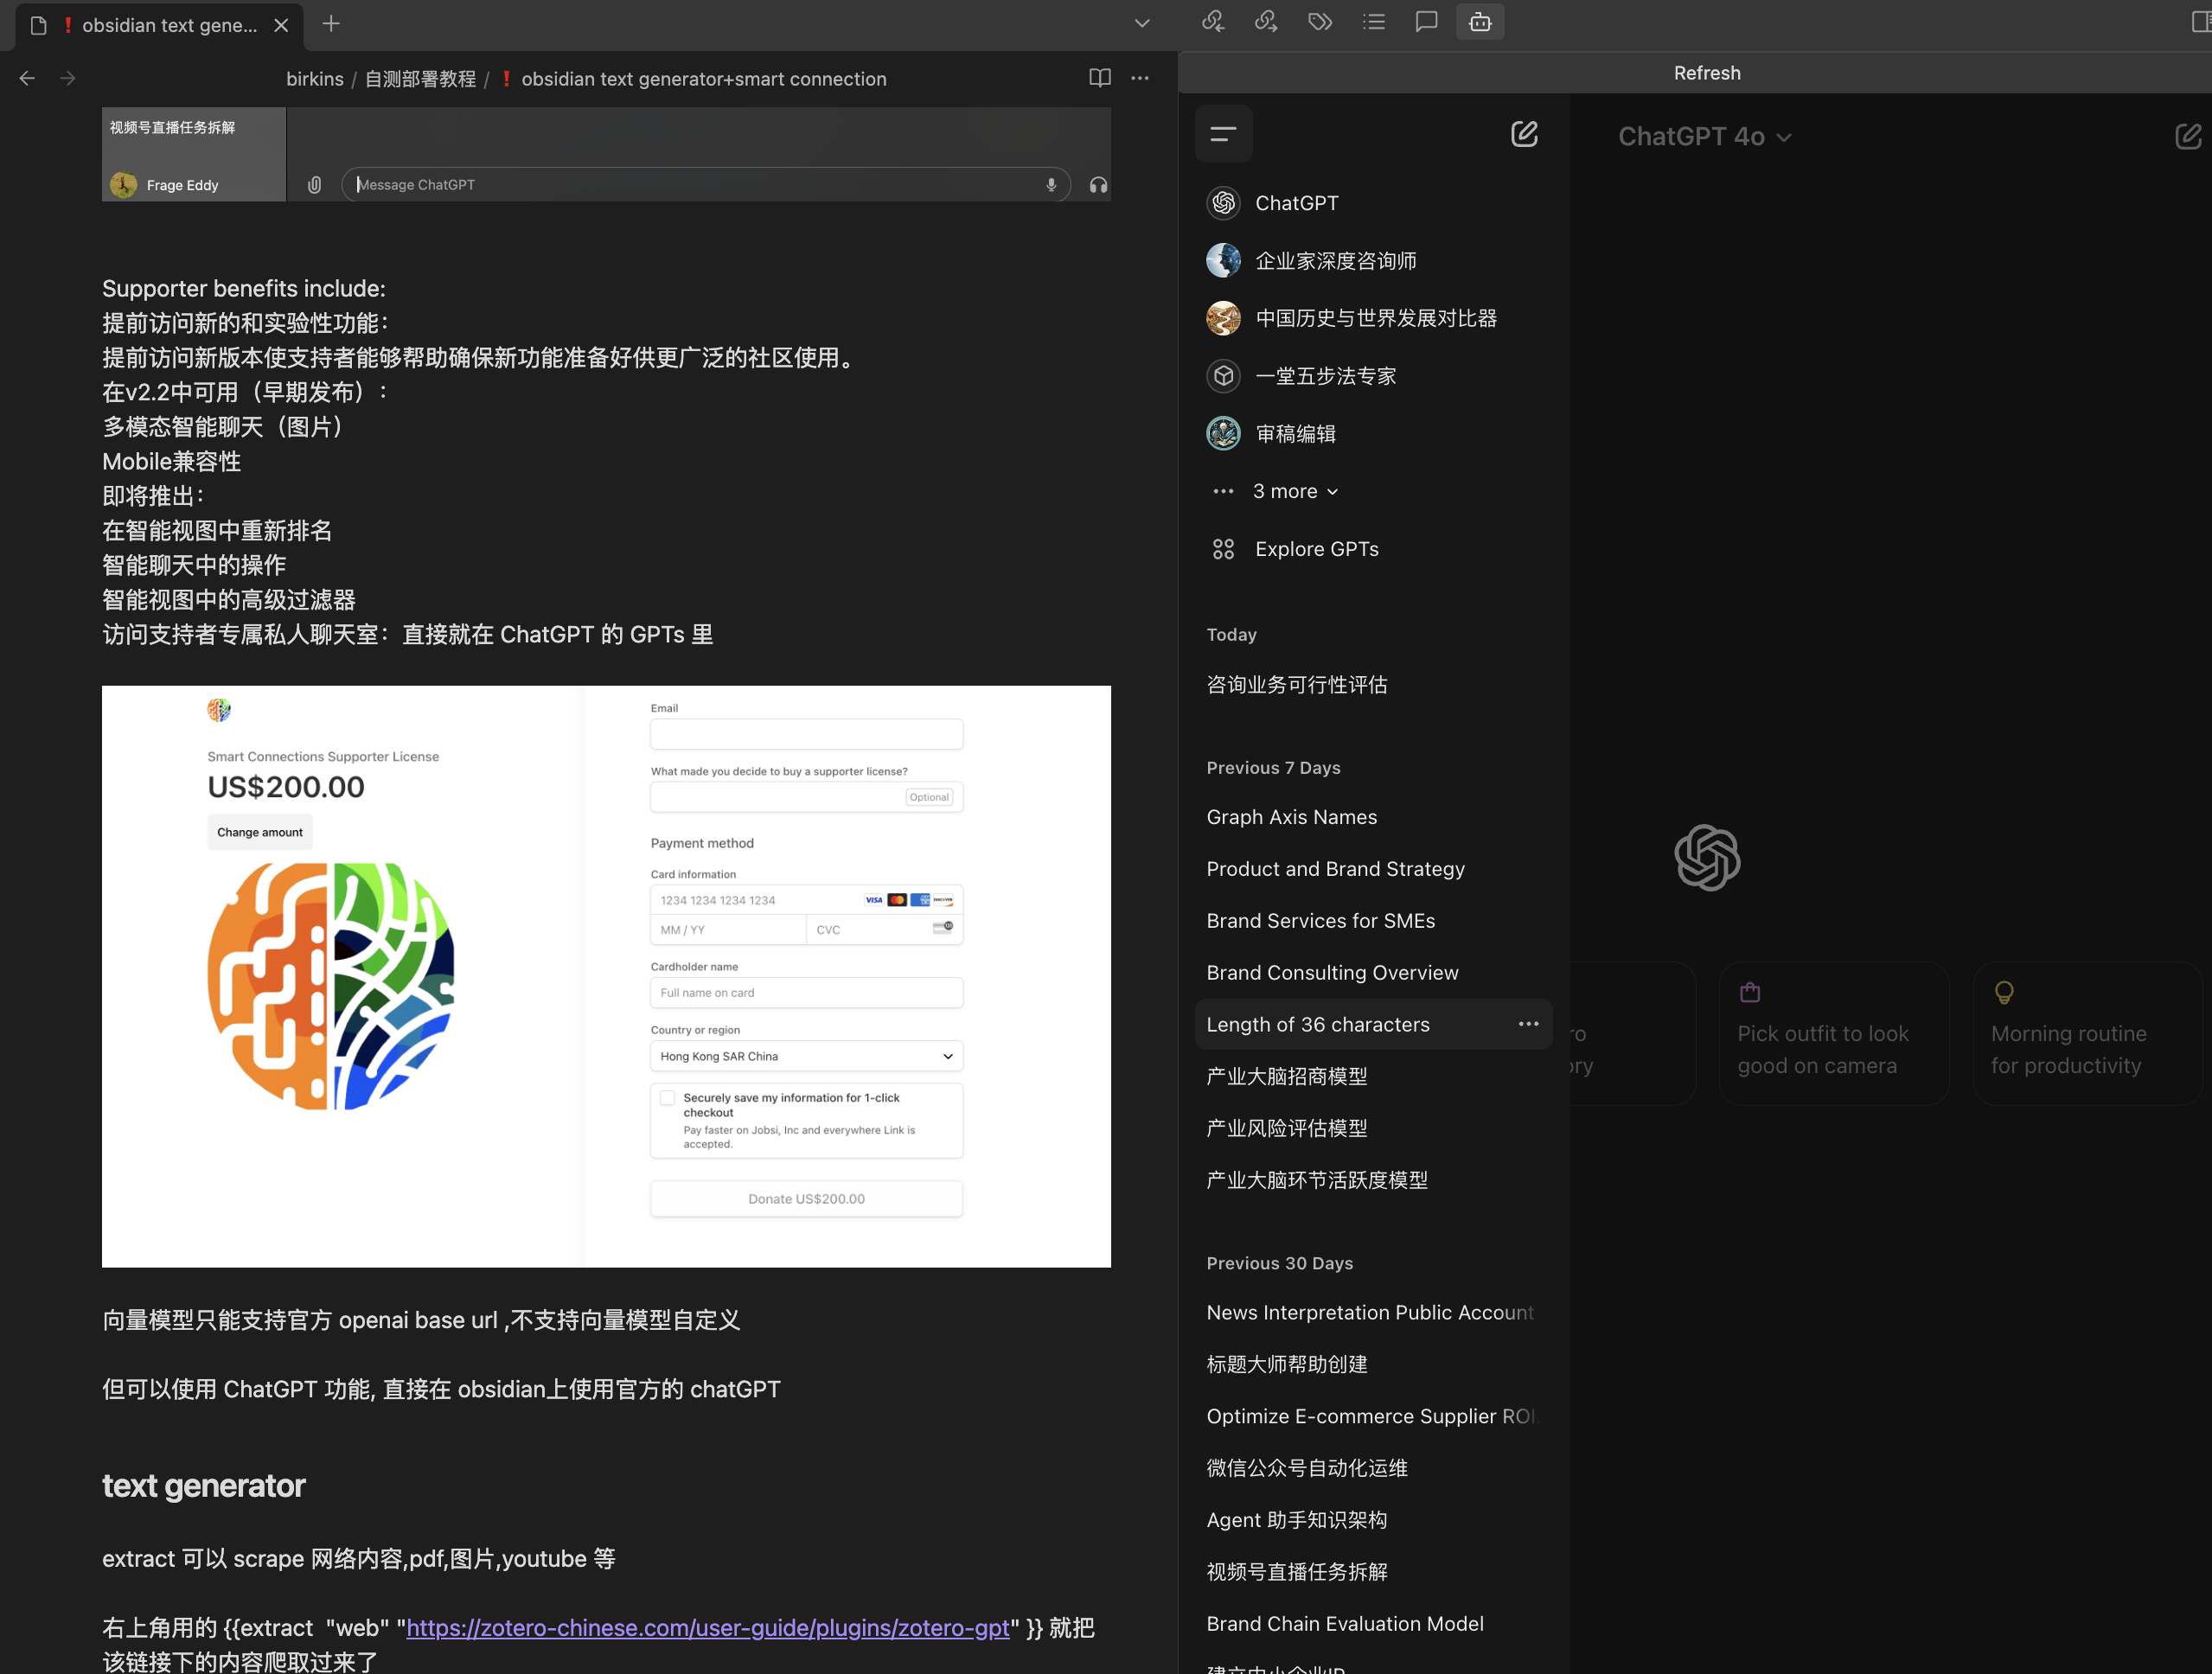 obsidian text gene...
birkins / 自测部署教程 / ❗ obsidian text generator+smart connection
视频号直播任务拆解
Frage Eddy
Message ChatGPT
Supporter benefits include:
提前访问新的和实验性功能：
提前访问新版本使支持者能够帮助确保新功能准备好供更广泛的社区使用。
在v2.2中可用（早期发布）：
多模态智能聊天（图片）
Mobile兼容性
即将推出：
在智能视图中重新排名
智能聊天中的操作
智能视图中的高级过滤器
访问支持者专属私人聊天室：直接就在 ChatGPT 的 GPTs 里
Smart Connections Supporter License
US$200.00
Change amount
Email
What made you decide to buy a supporter license?
Optional
Payment method
Card information
1234 1234 1234 1234
VISA
MM / YY
CVC
Cardholder name
Full name on card
Country or region
Hong Kong SAR China
Securely save my information for 1-click
checkout
Pay faster on Jobsi, Inc and everywhere Link is
accepted.
Donate US$200.00
向量模型只能支持官方 openai base url ,不支持向量模型自定义
但可以使用 ChatGPT 功能, 直接在 obsidian上使用官方的 chatGPT
text generator
extract 可以 scrape 网络内容,pdf,图片,youtube 等
右上角用的 {{extract "web" "https://zotero-chinese.com/user-guide/plugins/zotero-gpt" }} 就把
该链接下的内容爬取过来了
Refresh
ChatGPT
企业家深度咨询师
中国历史与世界发展对比器
一堂五步法专家
审稿编辑
3 more
Explore GPTs
Today
咨询业务可行性评估
Previous 7 Days
Graph Axis Names
Product and Brand Strategy
Brand Services for SMEs
Brand Consulting Overview
Length of 36 characters
产业大脑招商模型
产业风险评估模型
产业大脑环节活跃度模型
Previous 30 Days
News Interpretation Public Account
标题大师帮助创建
Optimize E-commerce Supplier ROI
微信公众号自动化运维
Agent 助手知识架构
视频号直播任务拆解
Brand Chain Evaluation Model
ChatGPT 4o
Pick outfit to look
good on camera
Morning routine
for productivity